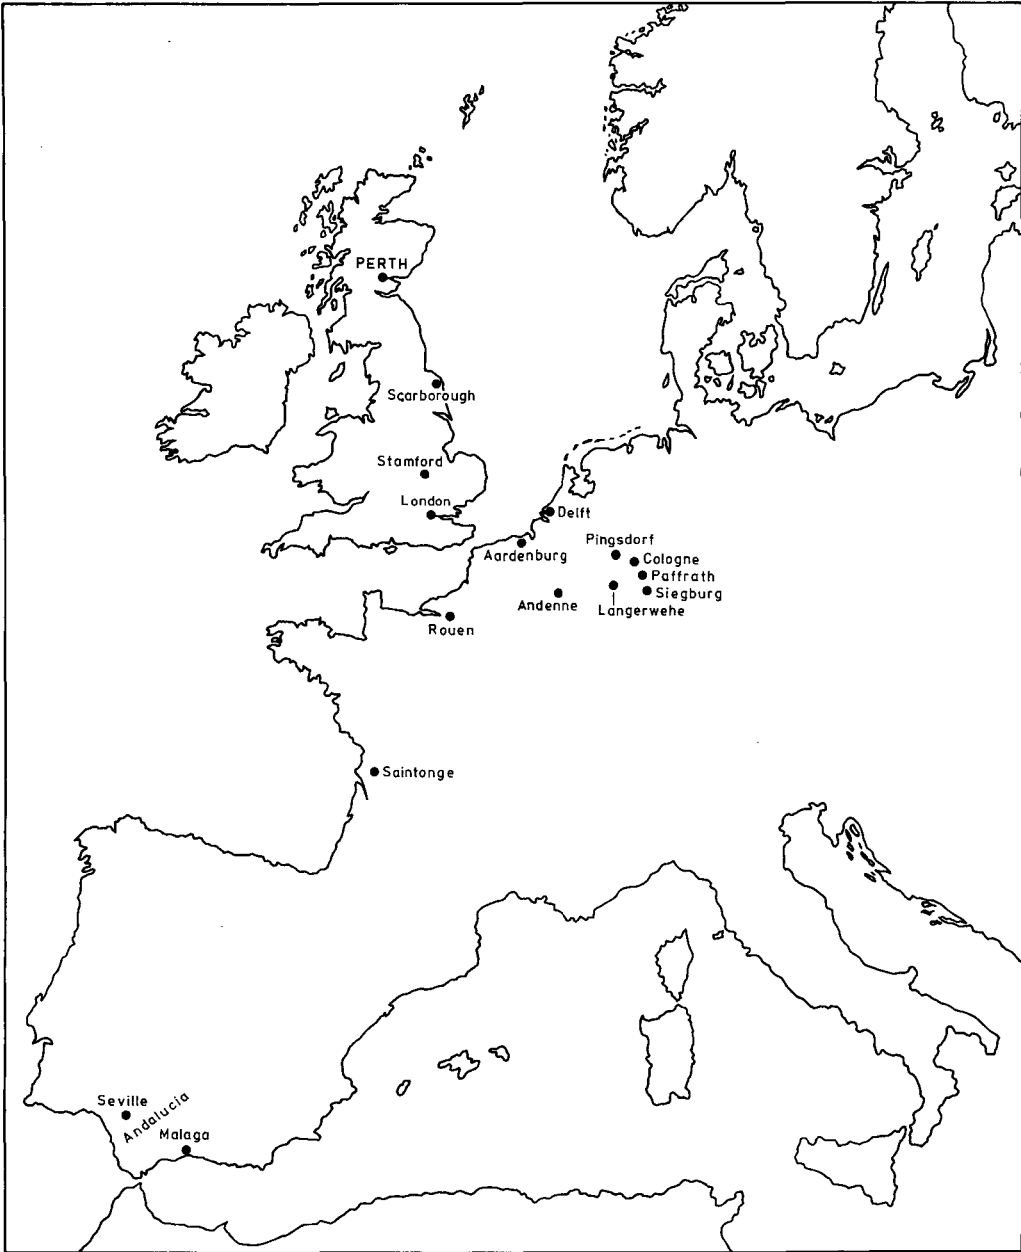 PERTH
Scarborough
Stamford
London
Delft
Aardenburg
Pingsdorf
Cologne
Paffrath
Siegburg
Langerwehe
Andenne
Rouen
Saintonge
Seville
Andalucia
Malaga